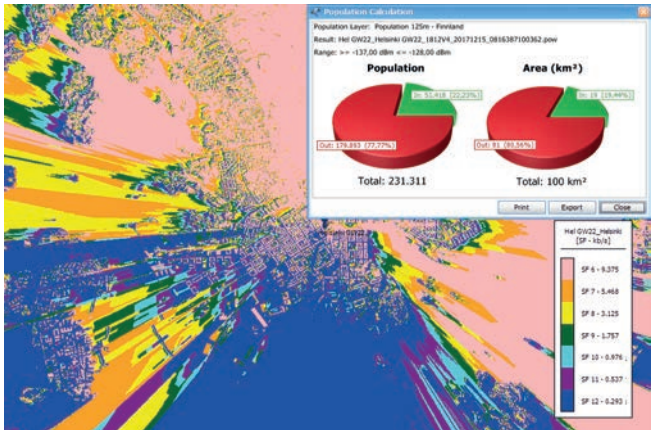 Population Calculation
Population Layer: Population 125m - Finnland
Result: Hel GW22_Helsinki GW22_1812V4_20171215_0816387100362.pow
Range: >= -137,00 dBm <= -128,00 dBm
Population
Area (km²)
In: 51.418 (22,23%)
In: 19 (19,44%)
Out: 179.893 (77,77%)
Out: 81 (80,56%)
Total: 231.311
Total: 100 km²
Print
Export
Close
Hel GW22_Helsinki
[SF - kb/s]
SF 6 - 9.375
SF 7 - 5.468
SF 8 - 3.125
SF 9 - 1.757
SF 10 - 0.976
SF 11 - 0.537
SF 12 - 0.293